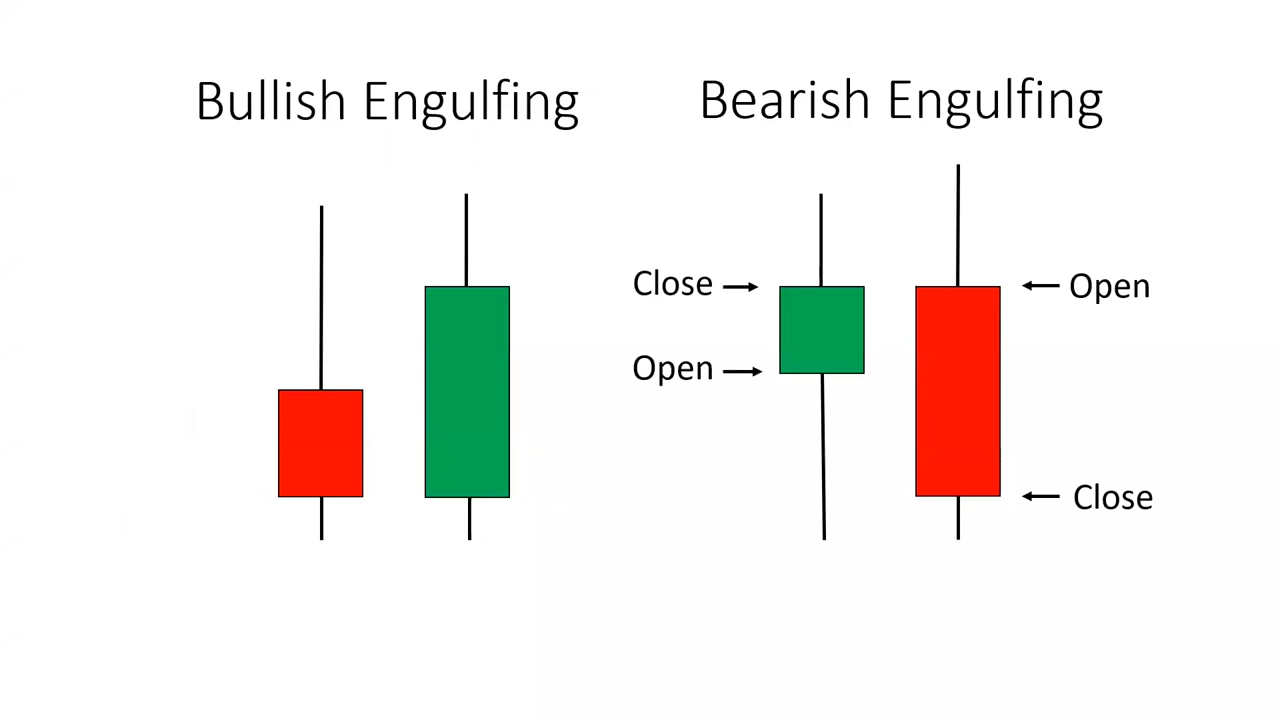 Bullish Engulfing
Bearish Engulfing
Close
Open
Open
Close